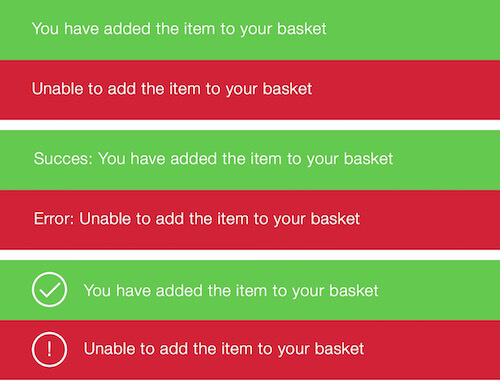 You have added the item to your basket
Unable to add the item to your basket
Succes: You have added the item to your basket
Error: Unable to add the item to your basket
You have added the item to your basket
! Unable to add the item to your basket